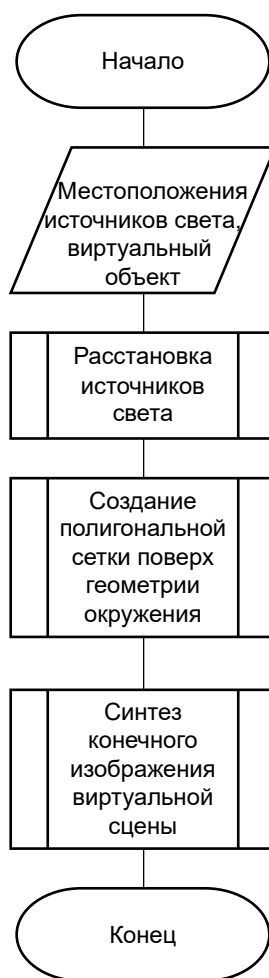 Начало
Местоположения
источников света,
виртуальный
объект
Расстановка
источников
света
Создание
полигональной
сетки поверх
геометрии
окружения
Синтез
конечного
изображения
виртуальной
сцены
Конец